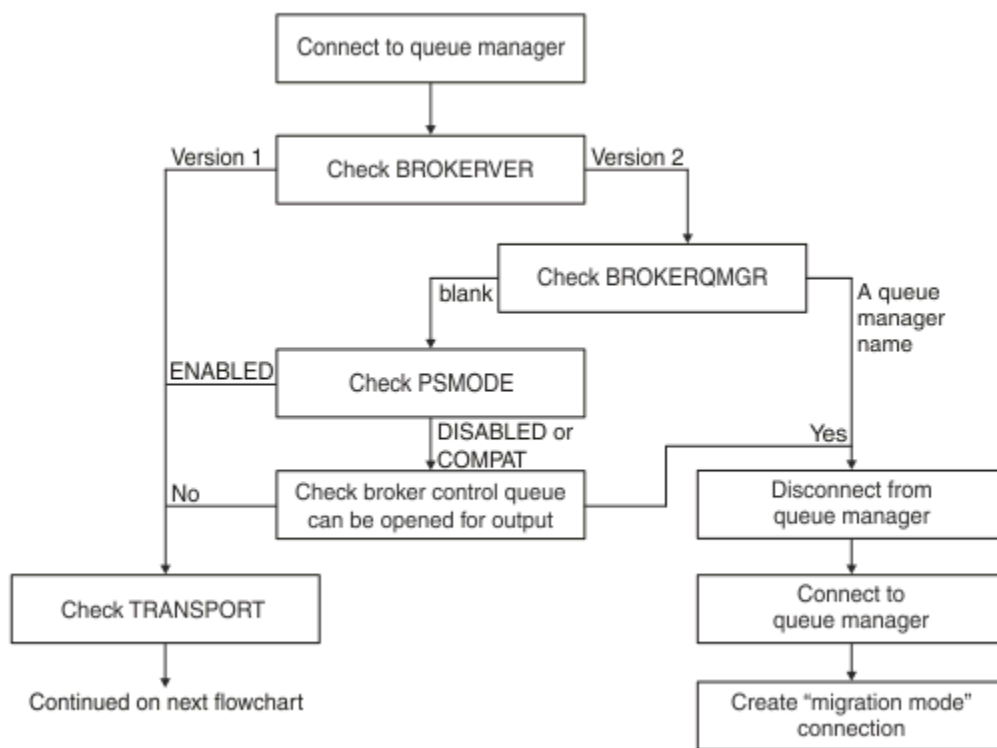 Connect to queue manager
Version 1
Check BROKERVER
Version 2
Check BROKERQMGR
blank
A queue
manager
name
ENABLED
Check PSMODE
DISABLED or
COMPAT
Yes
No
Check broker control queue
can be opened for output
Disconnect from
queue manager
Check TRANSPORT
Connect to
queue manager
Continued on next flowchart
Create “migration mode”
connection